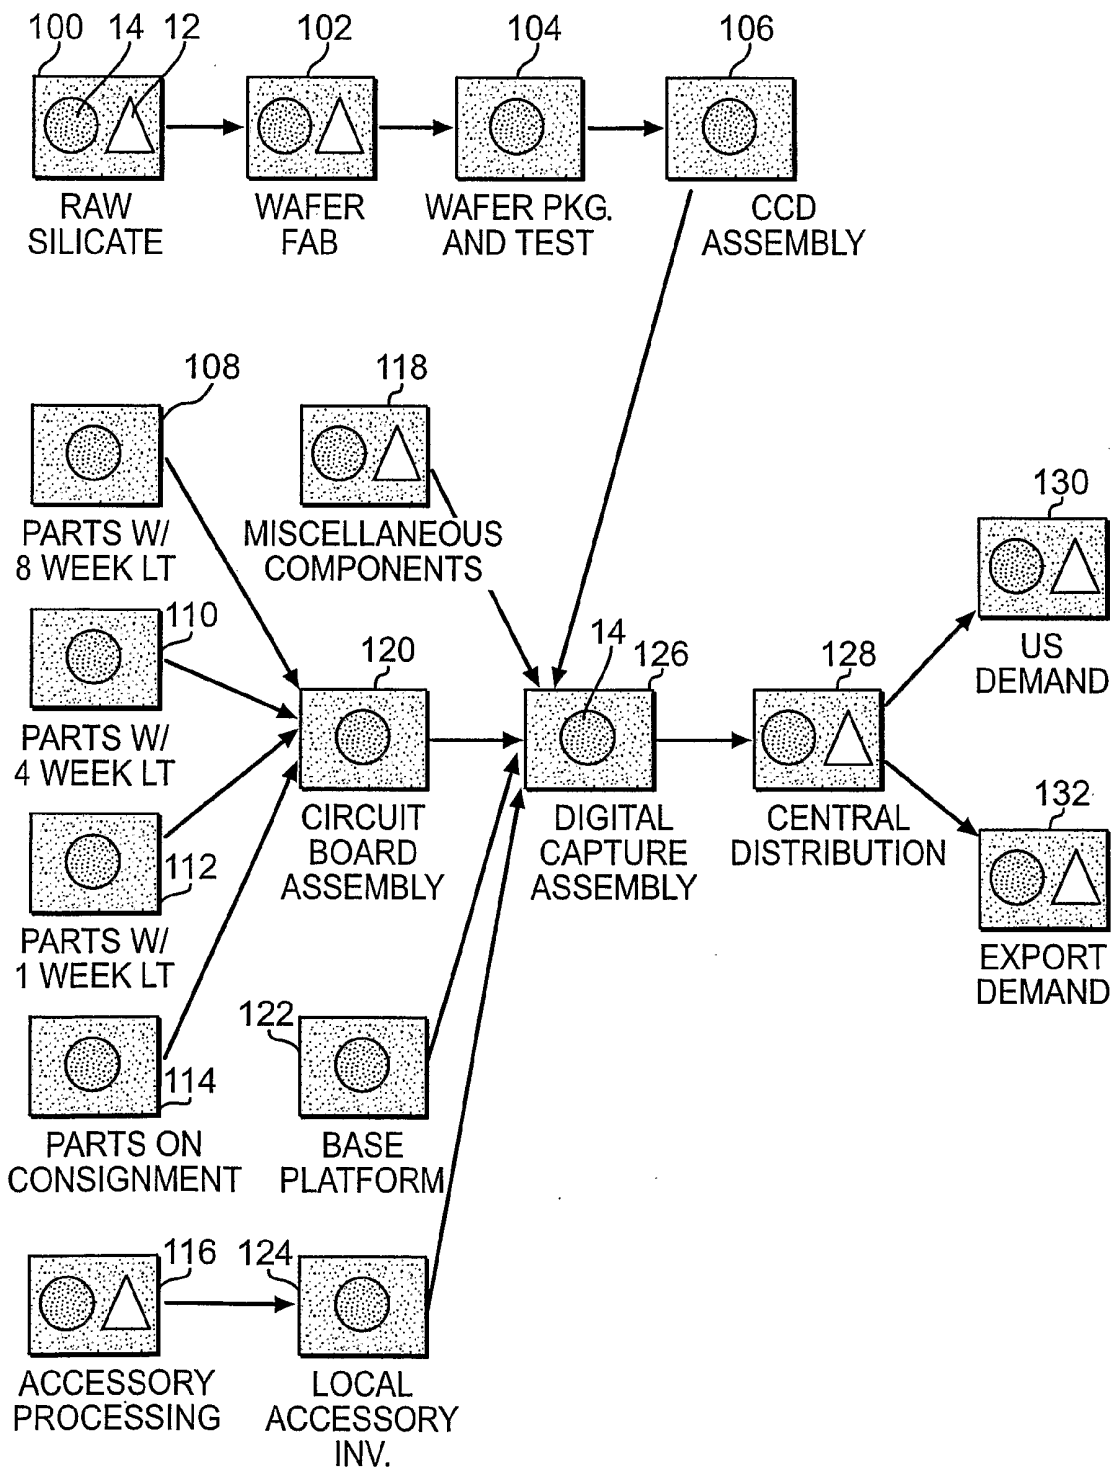 100 14 12 102 104 106
RAW
SILICATE
WAFER
FAB
WAFER PKG.
AND TEST
CCD
ASSEMBLY
108
PARTS W/
8 WEEK LT
118
MISCELLANEOUS
COMPONENTS
110
PARTS W/
4 WEEK LT
112
PARTS W/
1 WEEK LT
114
PARTS ON
CONSIGNMENT
120
CIRCUIT
BOARD
ASSEMBLY
14
126
DIGITAL
CAPTURE
ASSEMBLY
128
CENTRAL
DISTRIBUTION
130
US
DEMAND
132
EXPORT
DEMAND
122
BASE
PLATFORM
116
ACCESSORY
PROCESSING
124
LOCAL
ACCESSORY
INV.